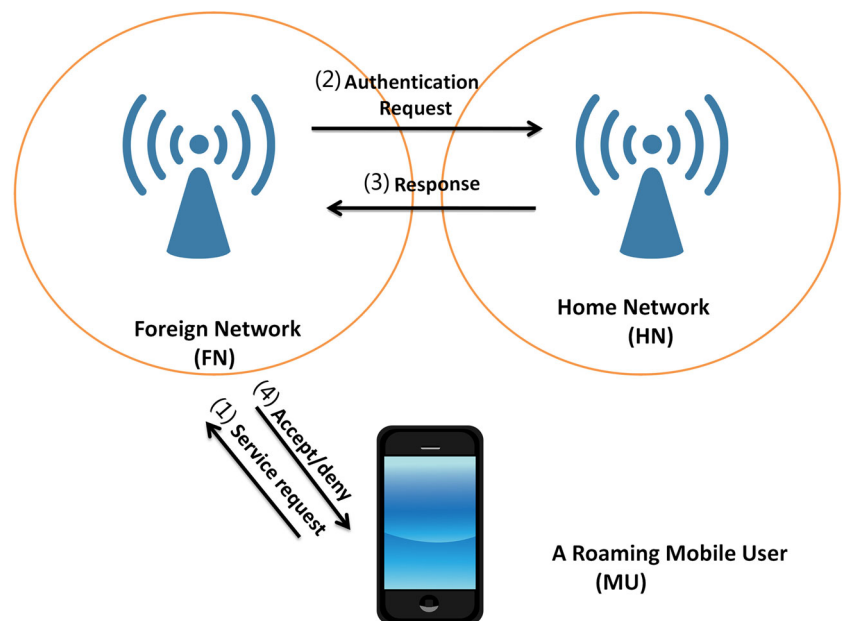 (2) Authentication
Request
(3) Response
Foreign Network
(FN)
Home Network
(HN)
(1) Service request
(4) Accept/deny
A Roaming Mobile User
(MU)